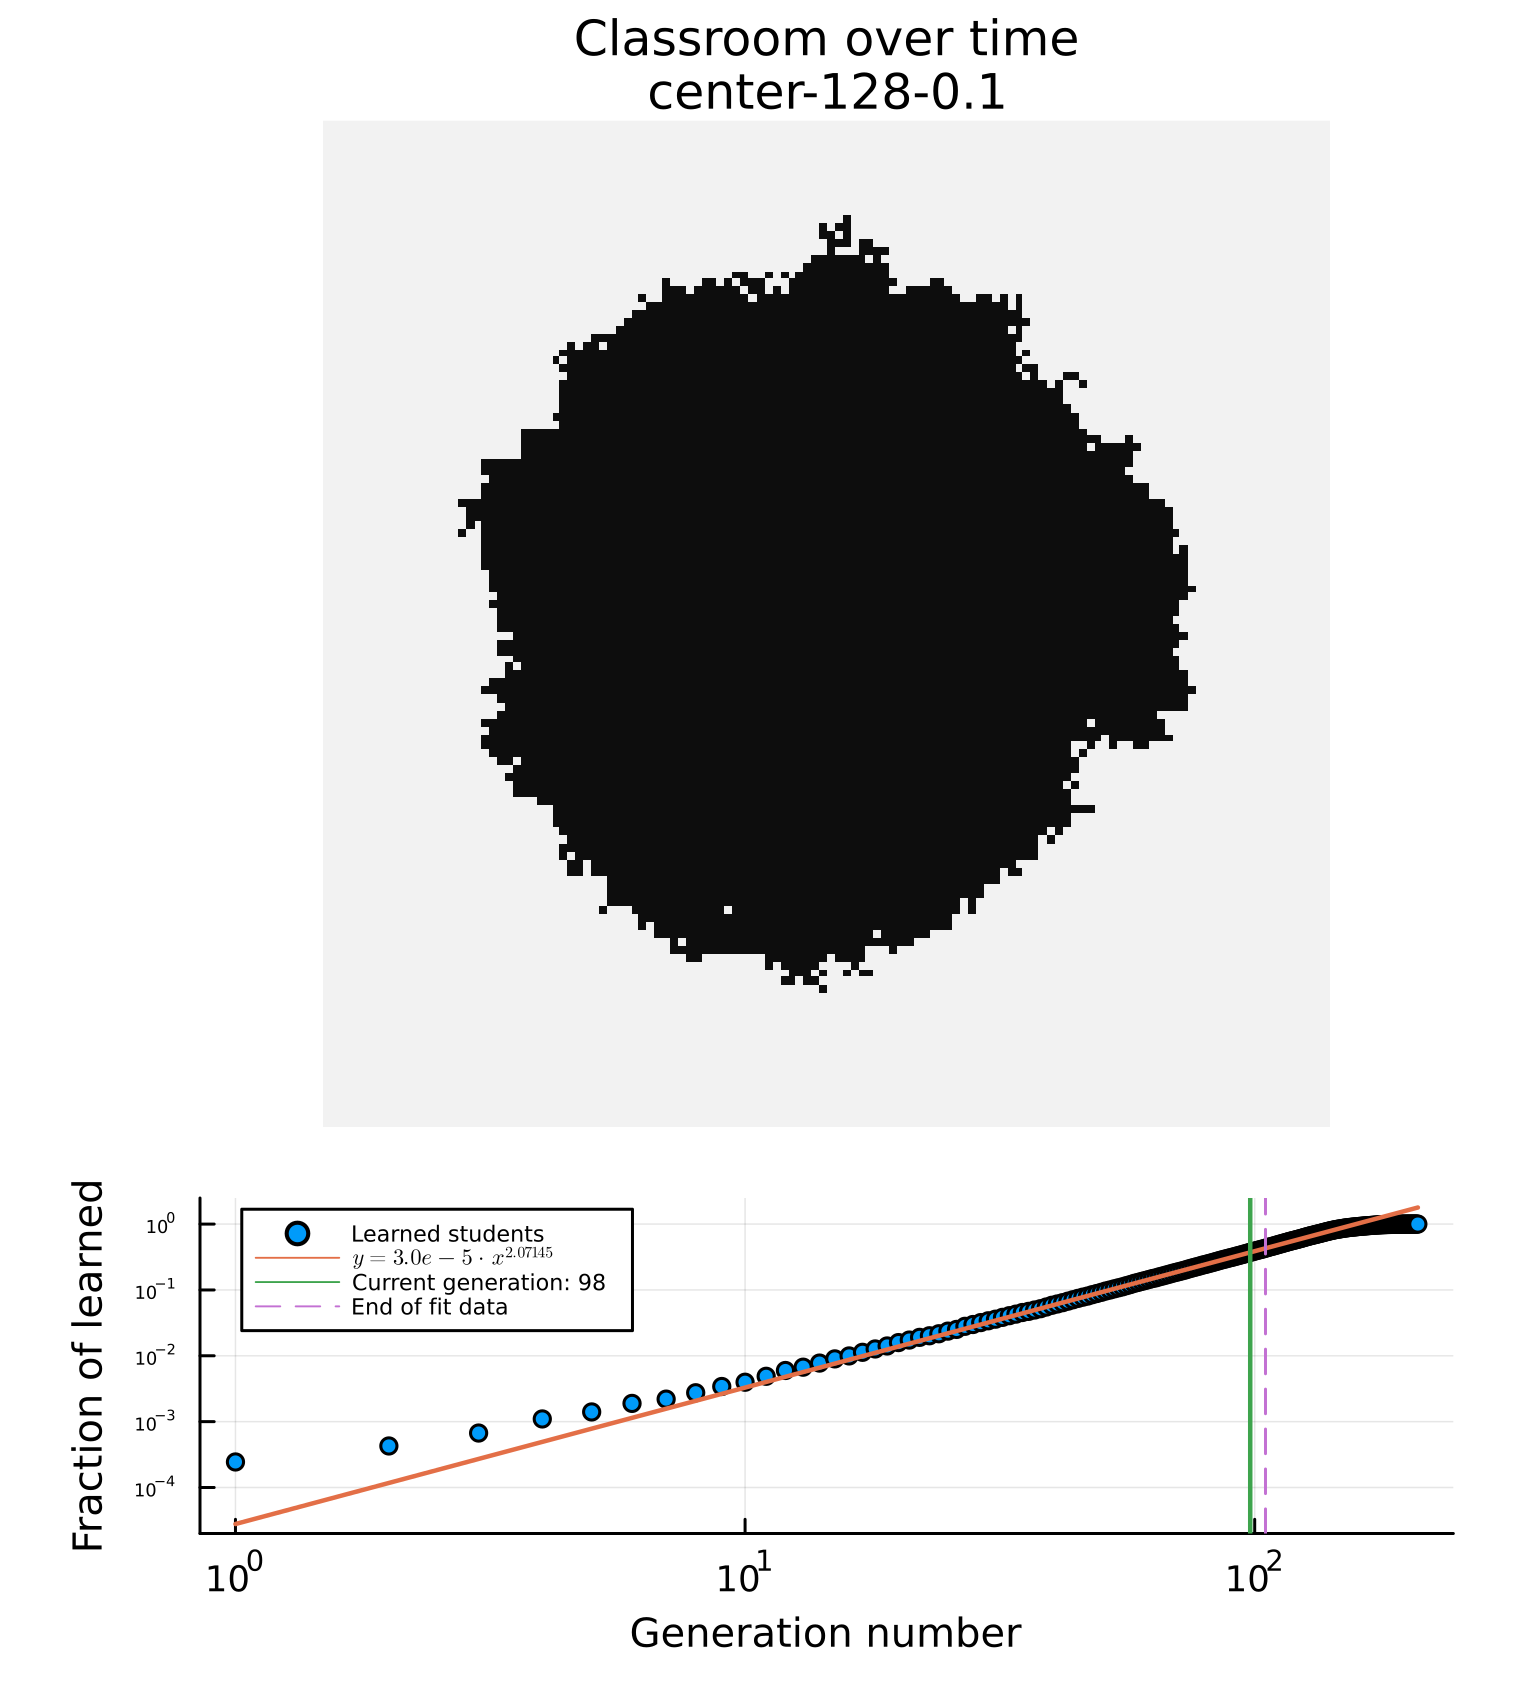 Classroom over time
center-128-0.1
Fraction of learned
10^0
10^-1
10^-2
10^-3
10^-4
Learned students
y = 3.0e − 5 · x^2.07145
Current generation: 98
End of fit data
10^0 10^1 10^2
Generation number